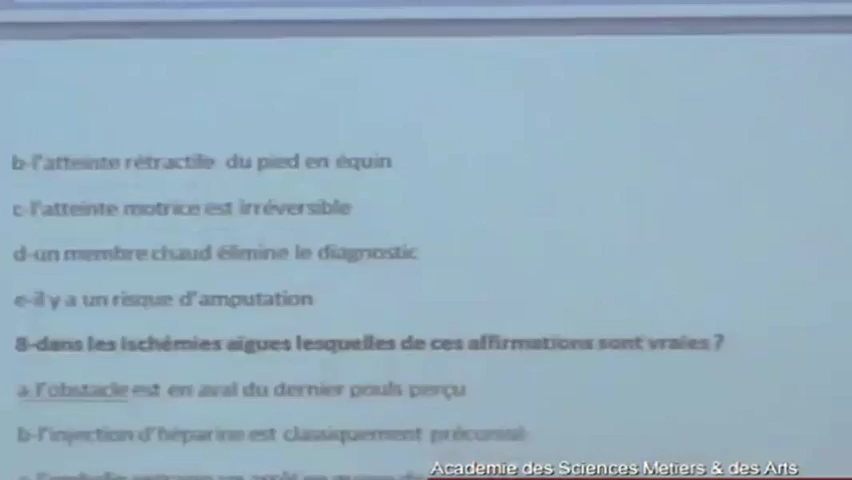 b-l'atteinte rétractile du pied en équin
c-l'atteinte motrice est irréversible
d-un membre chaud élimine le diagnostic
e-il y a un risque d'amputation
8-dans les ischémies aigues lesquelles de ces affirmations sont vraies ?
a l'obstacle est en aval du dernier pouls perçu
b-l'injection d'héparine est classiquement préconisé
Academie des Sciences Metiers & des Arts